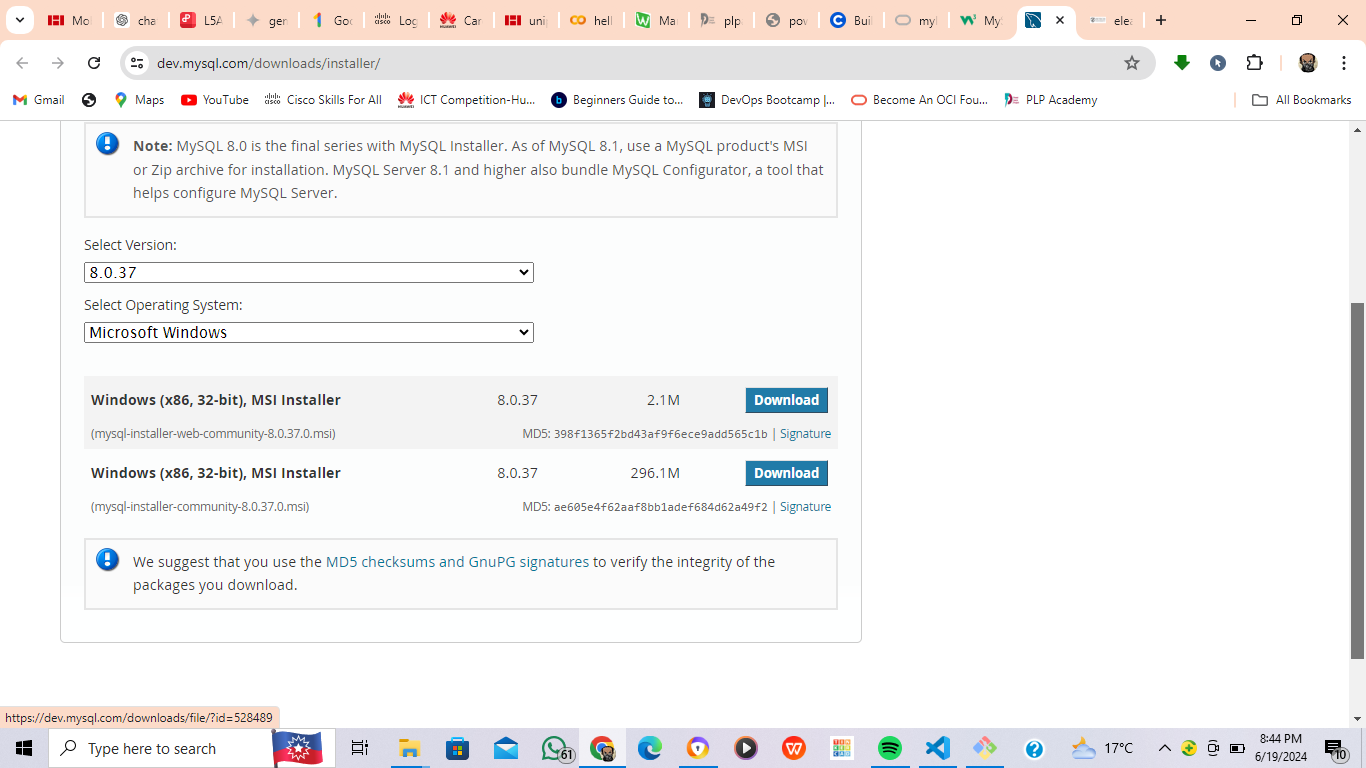 Mo
cha
L5A
gen
Goo
Log
Car
unip
hell
Ma
plp
pow
Buil
myl
MyS
elea
dev.mysql.com/downloads/installer/
Gmail
Maps
YouTube
Cisco Skills For All
ICT Competition-Hu...
Beginners Guide to...
DevOps Bootcamp |...
Become An OCI Fou...
PLP Academy
All Bookmarks
Note: MySQL 8.0 is the final series with MySQL Installer. As of MySQL 8.1, use a MySQL product's MSI
or Zip archive for installation. MySQL Server 8.1 and higher also bundle MySQL Configurator, a tool that
helps configure MySQL Server.
Select Version:
8.0.37
Select Operating System:
Microsoft Windows
Windows (x86, 32-bit), MSI Installer 8.0.37 2.1M Download
(mysql-installer-web-community-8.0.37.0.msi) MD5: 398f1365f2bd43af9f6ece9add565c1b | Signature
Windows (x86, 32-bit), MSI Installer 8.0.37 296.1M Download
(mysql-installer-community-8.0.37.0.msi) MD5: ae605e4f62aaf8bb1adef684d62a49f2 | Signature
We suggest that you use the MD5 checksums and GnuPG signatures to verify the integrity of the
packages you download.
https://dev.mysql.com/downloads/file/?id=528489
Type here to search
61
17°C
8:44 PM
6/19/2024
10